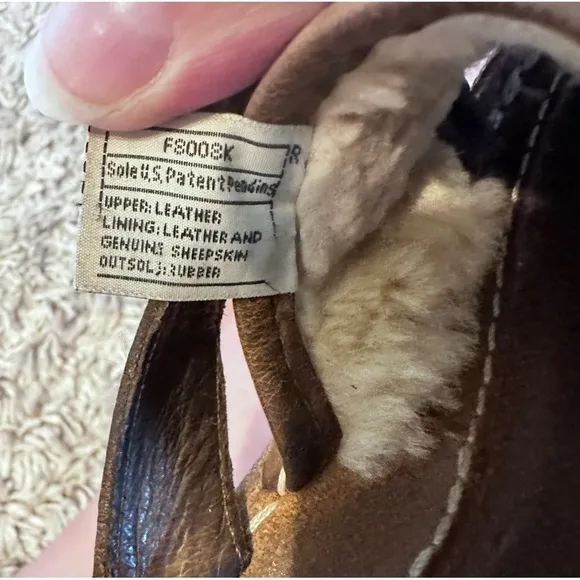 F8008K R
Sole U.S. Patent Pending
UPPER: LEATHER
LINING: LEATHER AND
GENUINE SHEEPSKIN
OUTSOLE: RUBBER